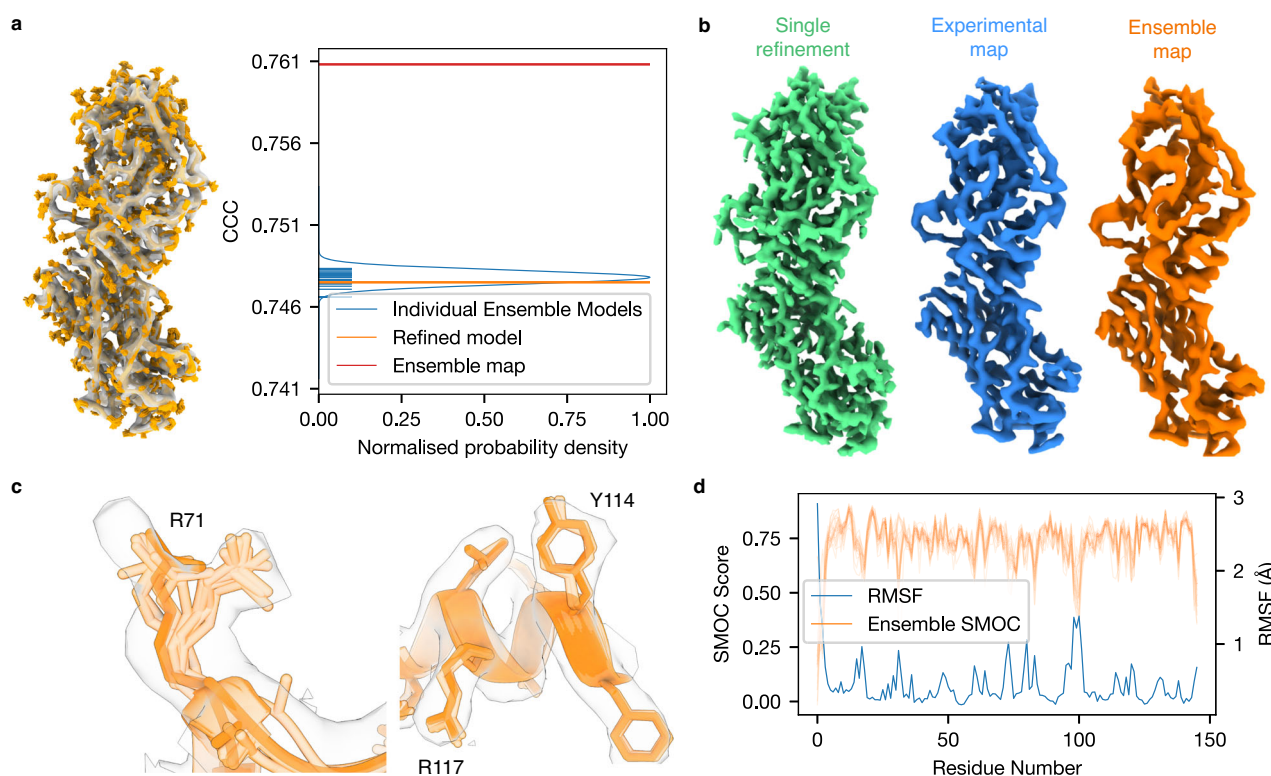 a
0.761
0.756
0.751
0.746
0.741
CCC
Individual Ensemble Models
Refined model
Ensemble map
0.00 0.25 0.50 0.75 1.00
Normalised probability density
b
Single
refinement
Experimental
map
Ensemble
map
c
R71
Y114
R117
d
0.75
0.50
0.25
0.00
SMOC Score
RMSF
Ensemble SMOC
3
2
1
RMSF (Å)
0 50 100 150
Residue Number